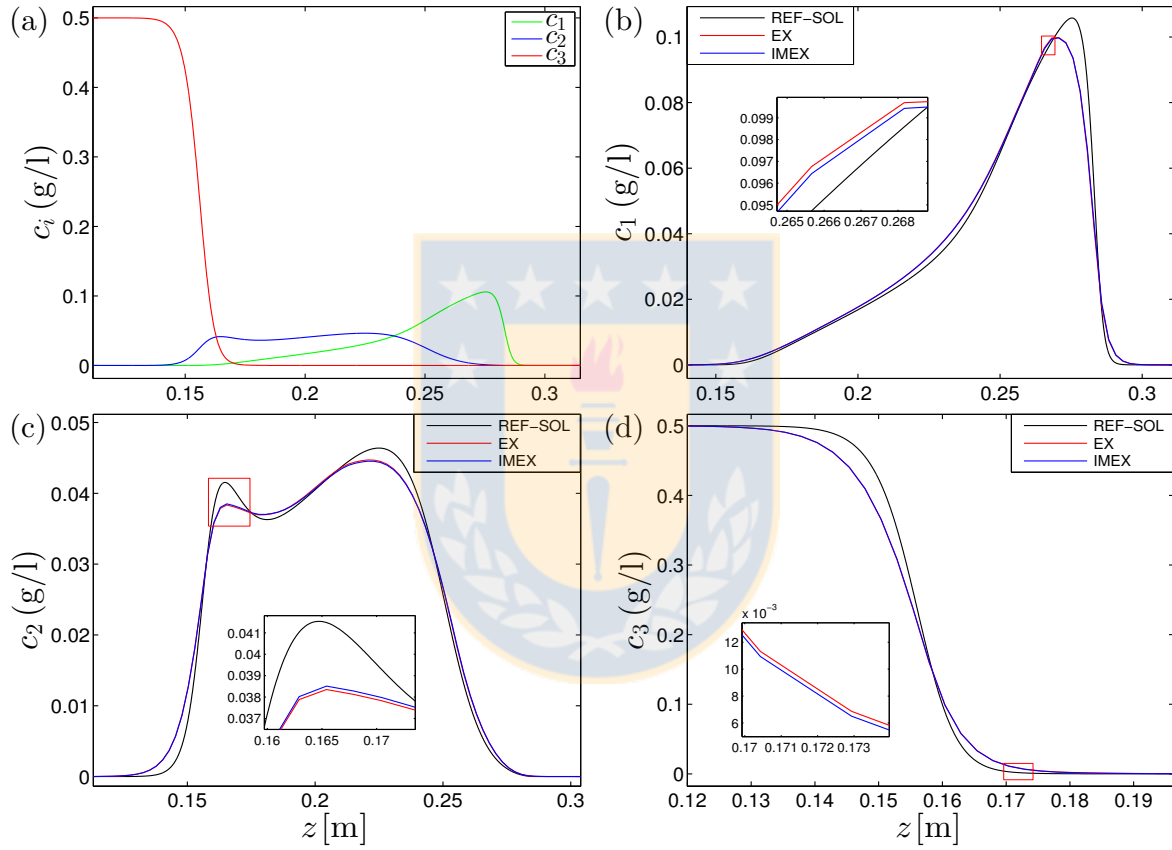 (a)
c1
c2
c3
0.5
0.4
0.3
0.2
0.1
0
0.15 0.2 0.25 0.3
ci (g/l)
(b)
REF-SOL
EX
IMEX
0.1
0.08
0.06
0.04
0.02
0
0.15 0.2 0.25 0.3
c1 (g/l)
0.099
0.098
0.097
0.096
0.095
0.265 0.266 0.267 0.268
(c)
REF-SOL
EX
IMEX
0.05
0.04
0.03
0.02
0.01
0
0.15 0.2 0.25 0.3
c2 (g/l)
z [m]
0.041
0.04
0.039
0.038
0.037
0.16 0.165 0.17
(d)
REF-SOL
EX
IMEX
0.5
0.4
0.3
0.2
0.1
0
0.12 0.13 0.14 0.15 0.16 0.17 0.18 0.19
c3 (g/l)
z [m]
x 10-3
12
10
8
6
0.17 0.171 0.172 0.173